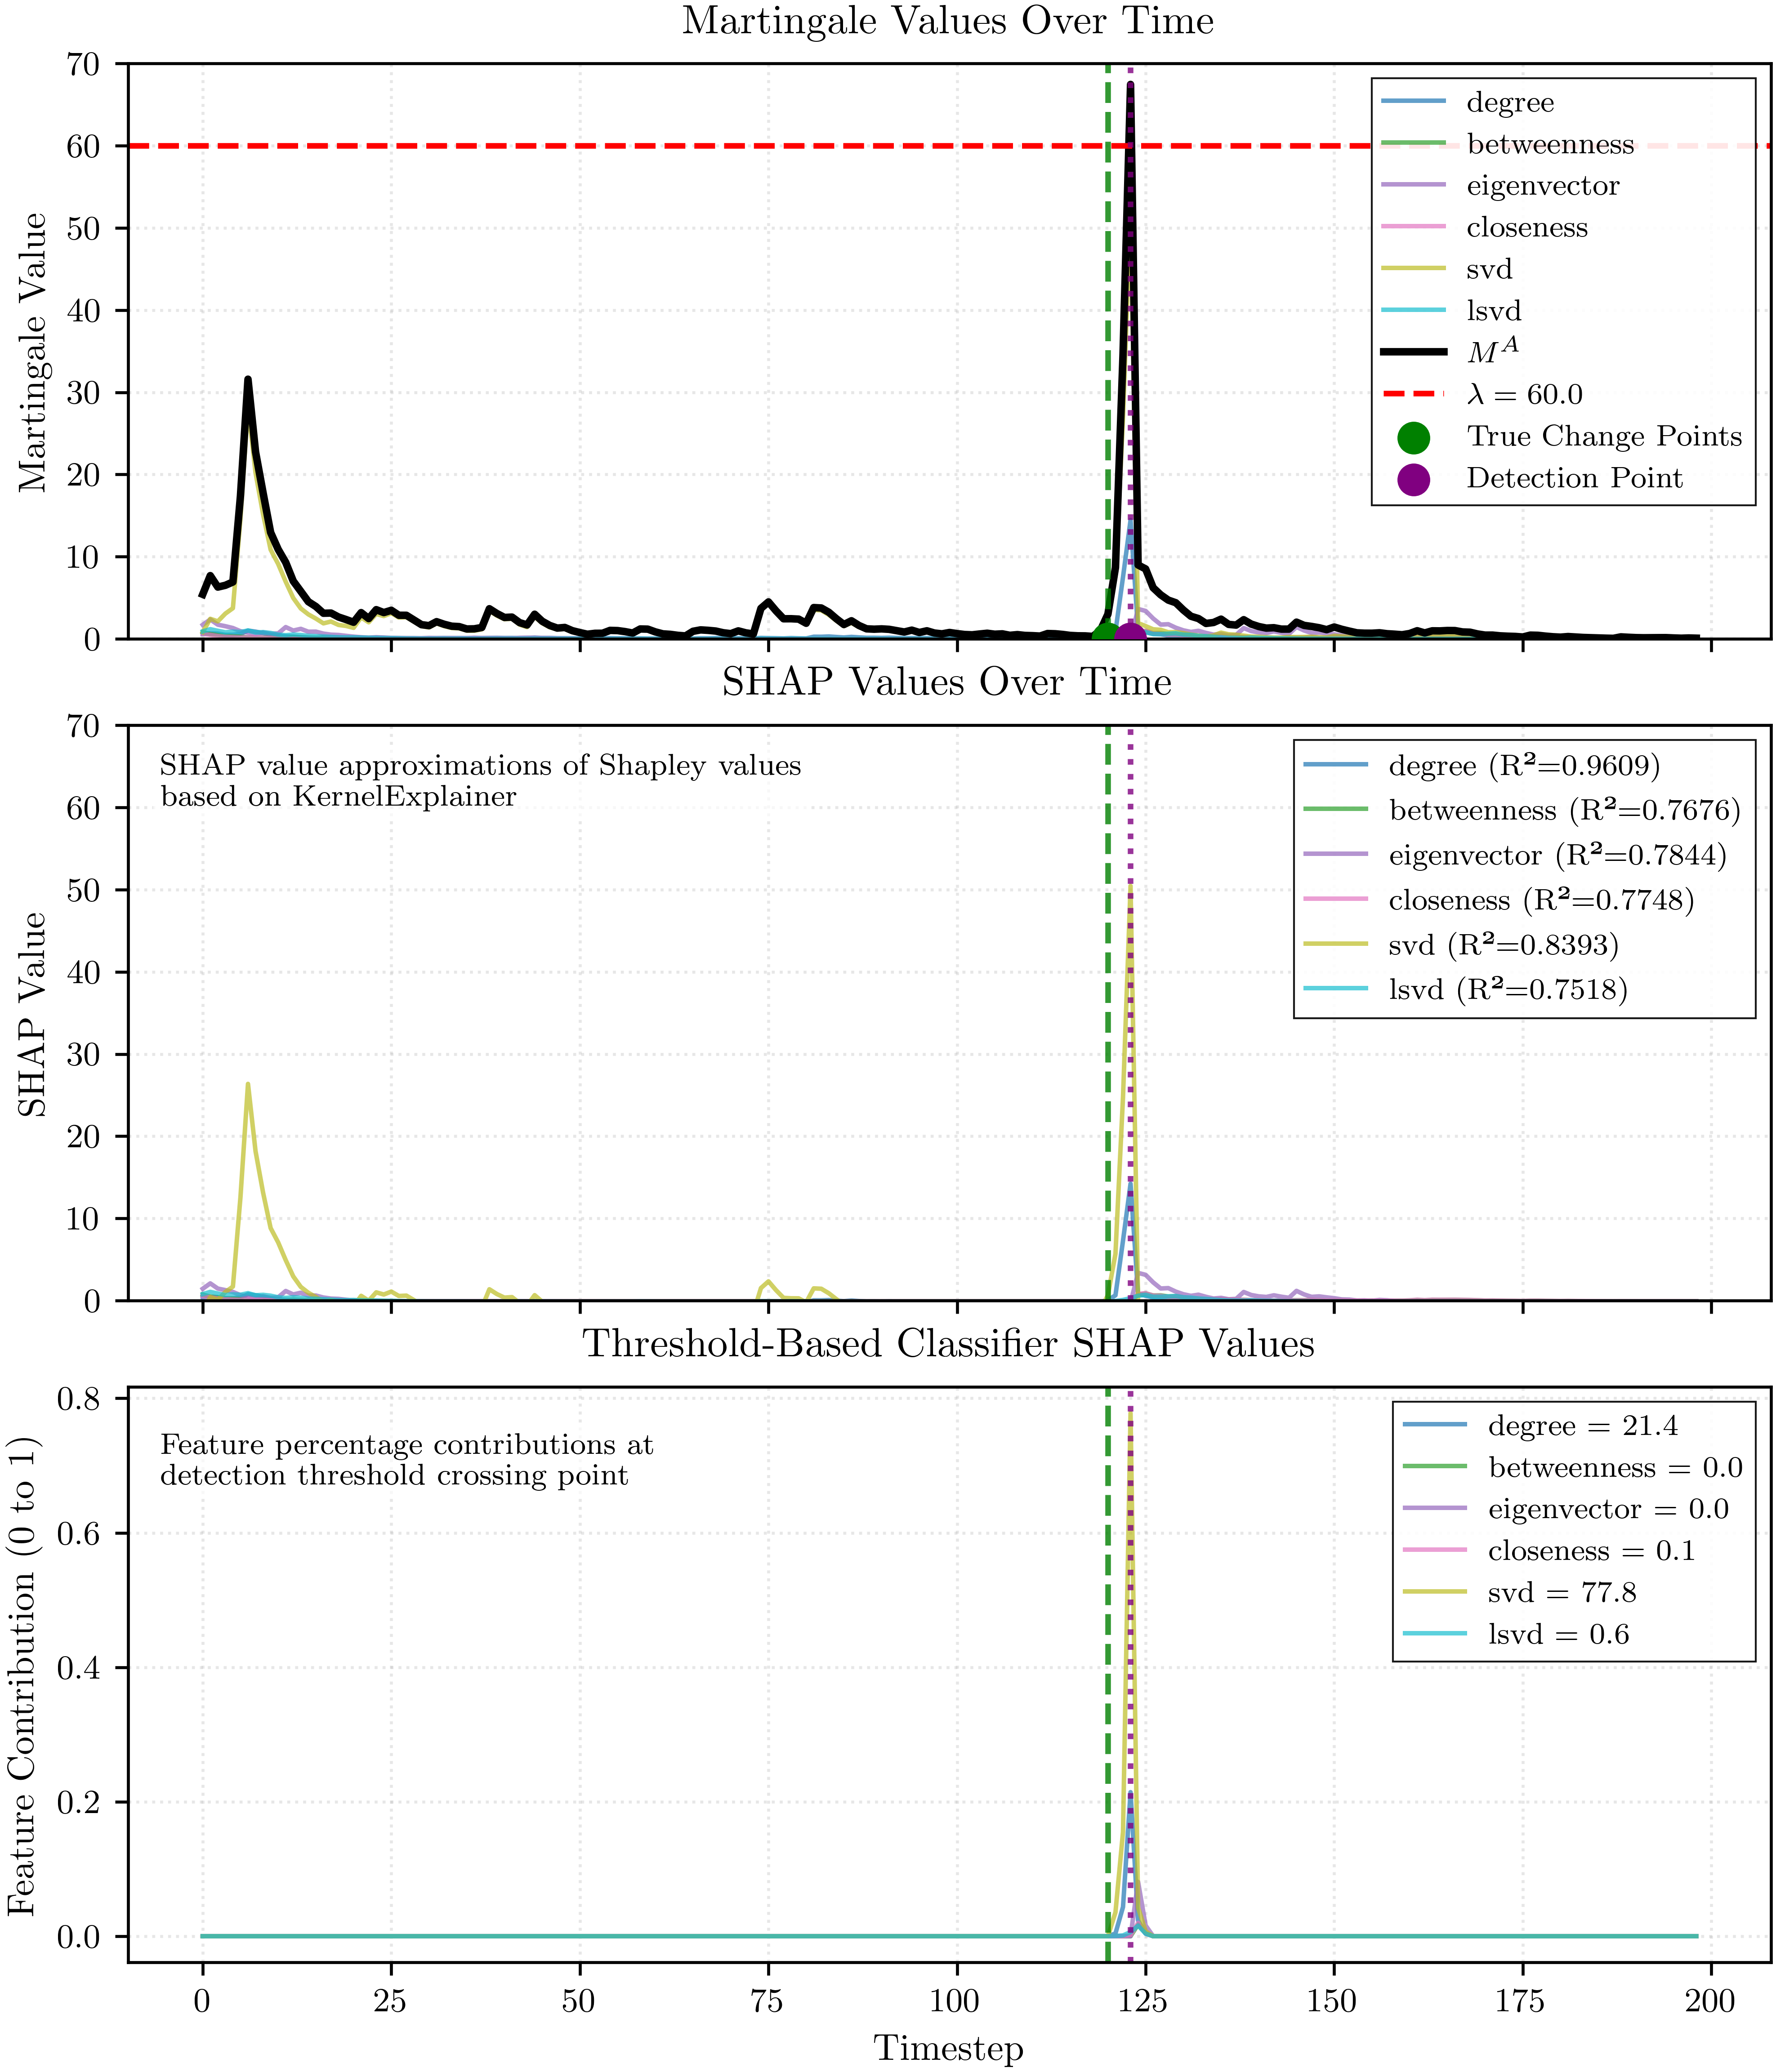 Martingale Values Over Time
70
60
50
40
30
20
10
0
Martingale Value
degree
betweenness
eigenvector
closeness
svd
lsvd
M^A
λ = 60.0
True Change Points
Detection Point
SHAP Values Over Time
70
60
50
40
30
20
10
0
SHAP Value
SHAP value approximations of Shapley values
based on KernelExplainer
degree (R²=0.9609)
betweenness (R²=0.7676)
eigenvector (R²=0.7844)
closeness (R²=0.7748)
svd (R²=0.8393)
lsvd (R²=0.7518)
Threshold-Based Classifier SHAP Values
0.8
0.6
0.4
0.2
0.0
Feature Contribution (0 to 1)
Feature percentage contributions at
detection threshold crossing point
degree = 21.4
betweenness = 0.0
eigenvector = 0.0
closeness = 0.1
svd = 77.8
lsvd = 0.6
0 25 50 75 100 125 150 175 200
Timestep